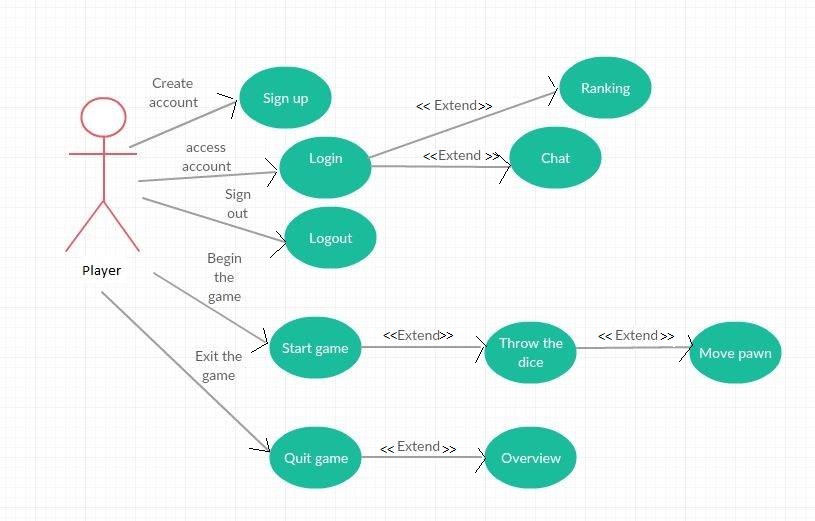 Create
account
Sign up
<< Extend>>
Ranking
access
account
Login
<<Extend >>
Chat
Sign
out
Logout
Player
Begin
the
game
Start game
<<Extend>>
Throw the
dice
<< Extend >>
Move pawn
Exit the
game
Quit game
<< Extend >>
Overview